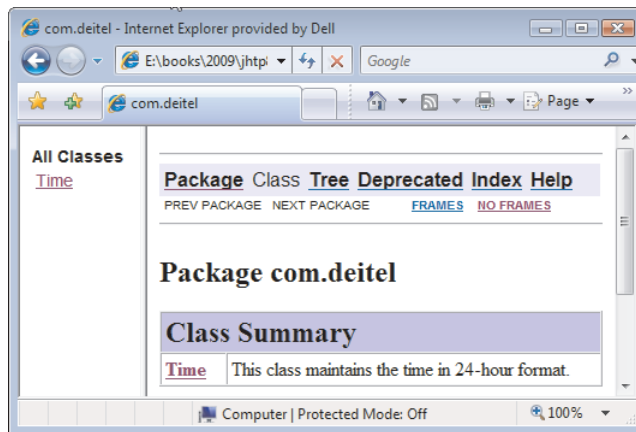 com.deitel - Internet Explorer provided by Dell
E:\books\2009\jhtp
Google
com.deitel
Page
»
All Classes
Time
Package Class Tree Deprecated Index Help
PREV PACKAGE NEXT PACKAGE FRAMES NO FRAMES
Package com.deitel
Class Summary
Time This class maintains the time in 24-hour format.
Computer | Protected Mode: Off 100%